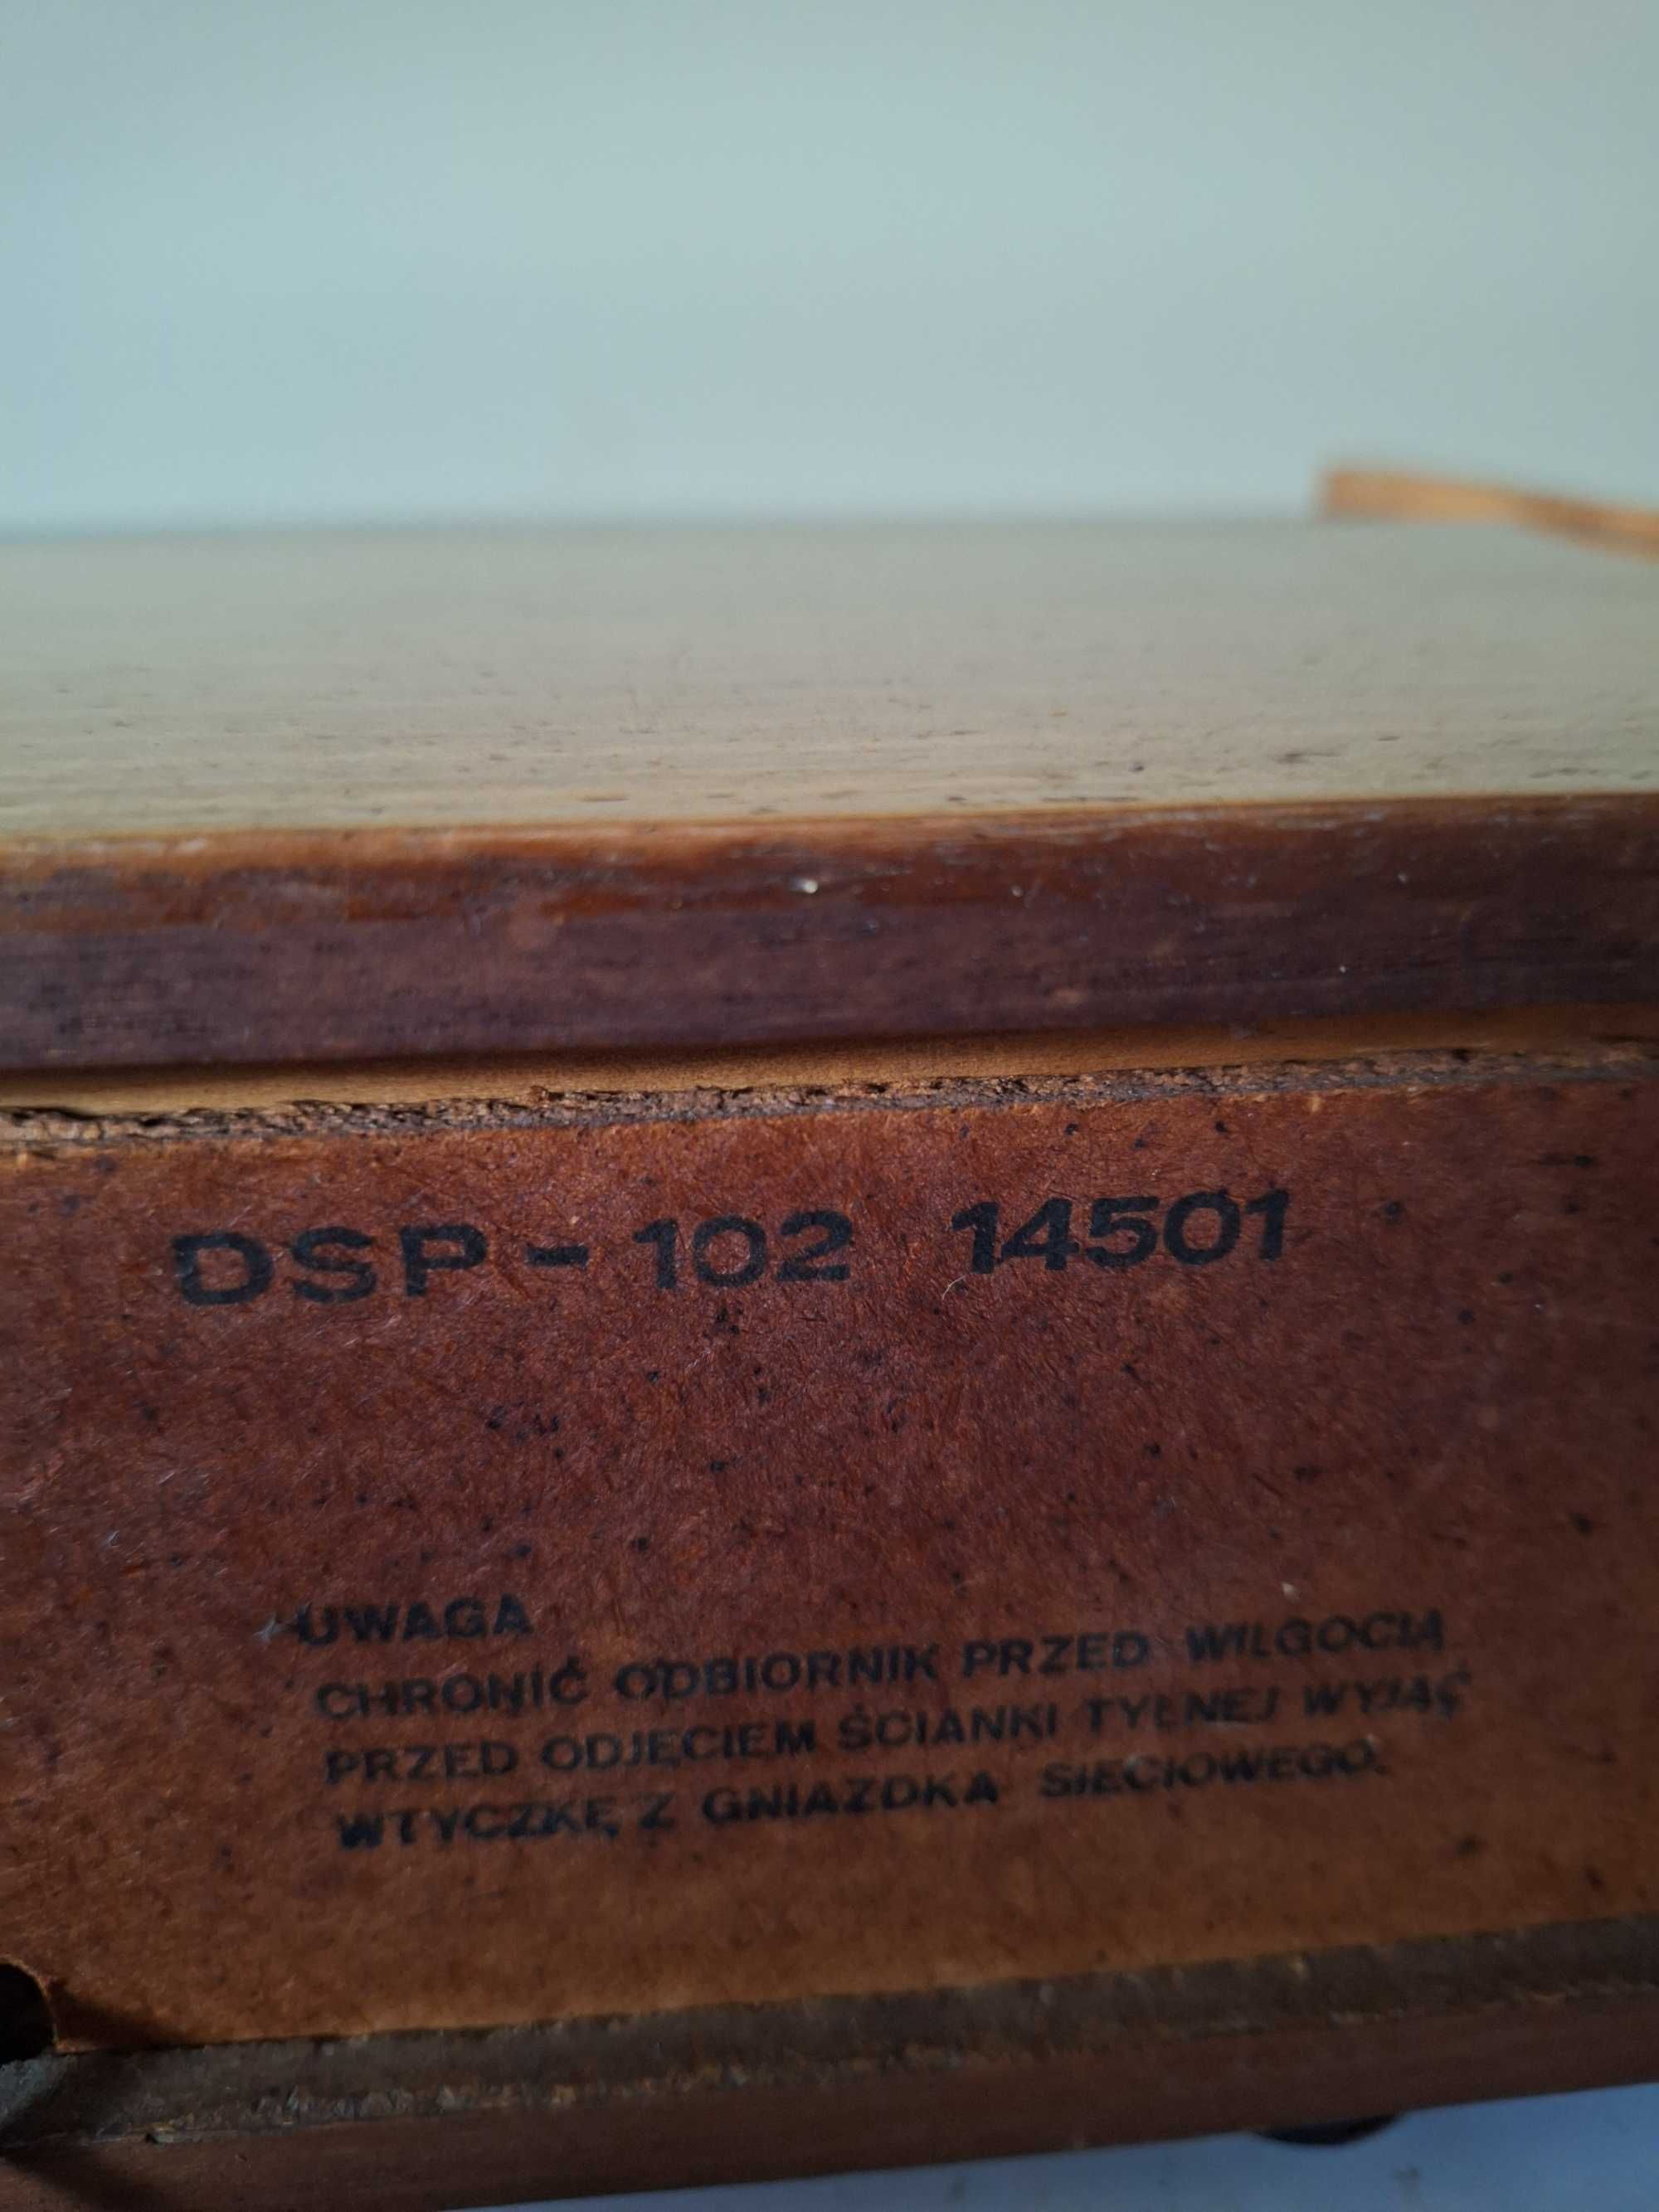 DSP - 102 14501
UWAGA
CHRONIĆ ODBIORNIK PRZED WILGOCIĄ
PRZED ODJĘCIEM ŚCIANKI TYLNEJ WYJĄĆ
WTYCZKĘ Z GNIAZDKA SIECIOWEGO.